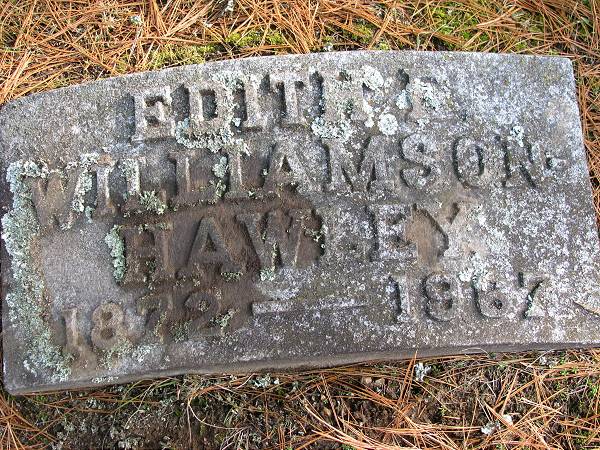 EDITH E.
WILLIAMSON
HAWLEY
1872 — 1967